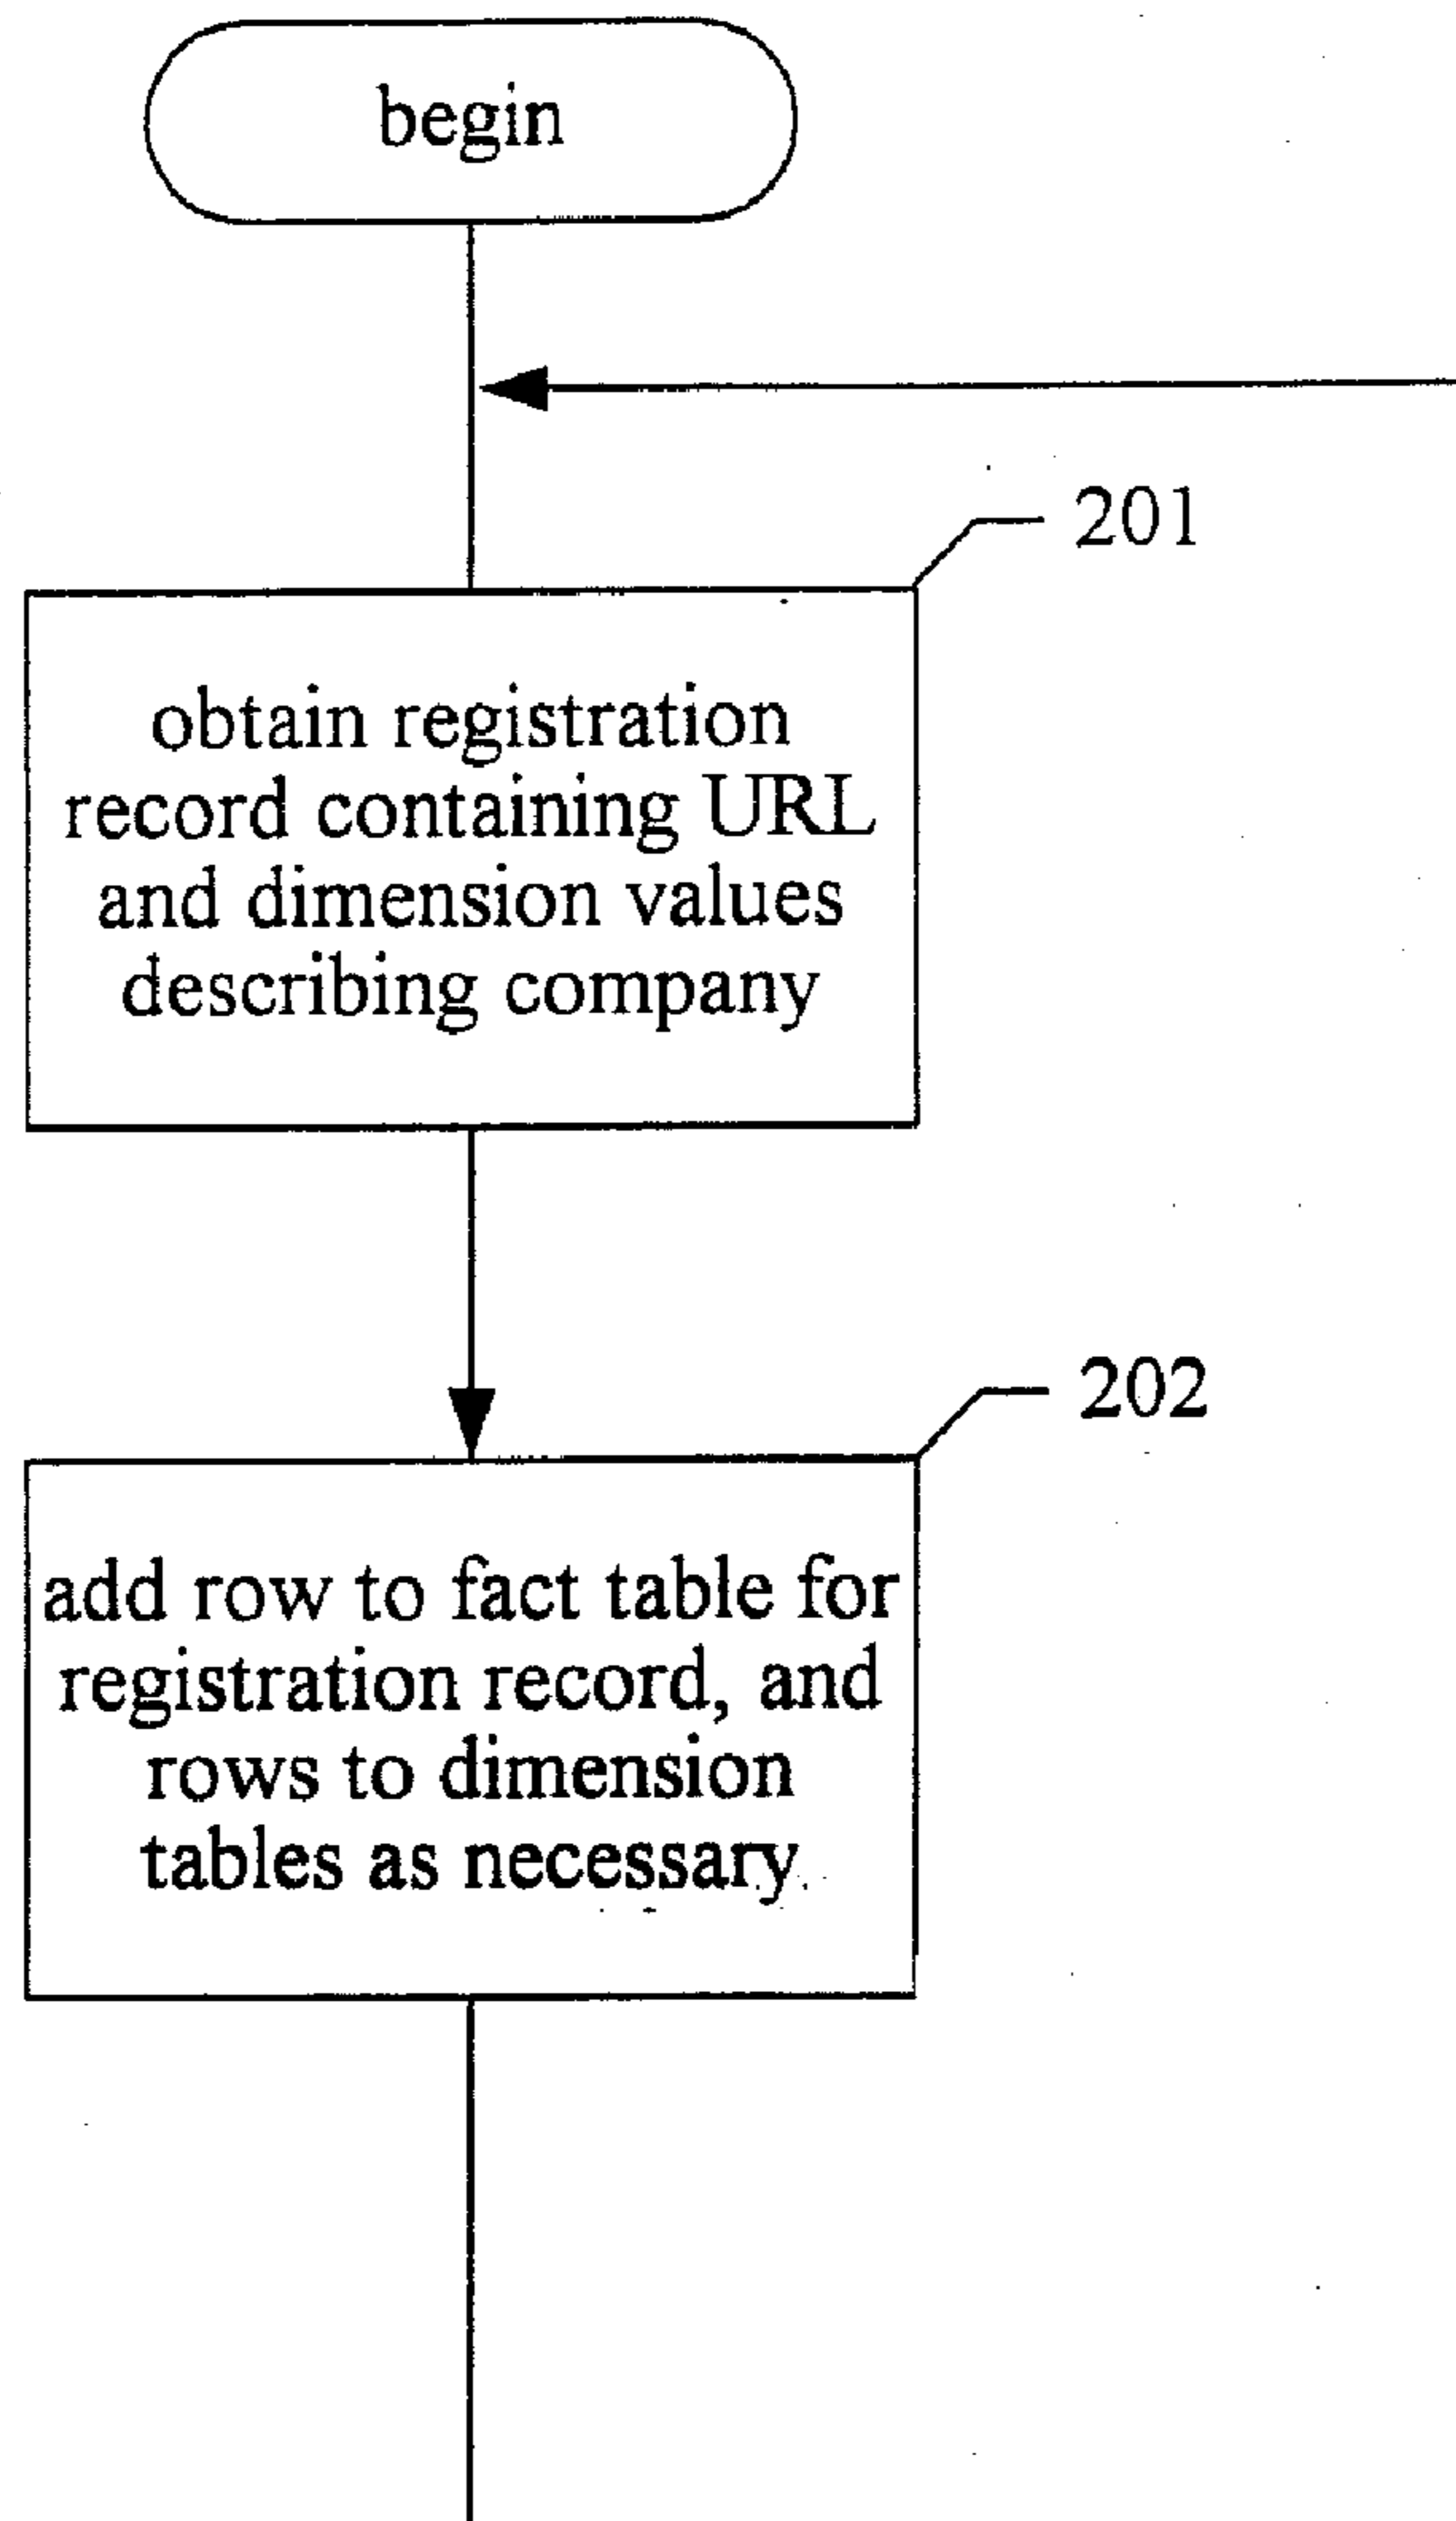 begin
201
obtain registration
record containing URL
and dimension values
describing company
202
add row to fact table for
registration record, and
rows to dimension
tables as necessary